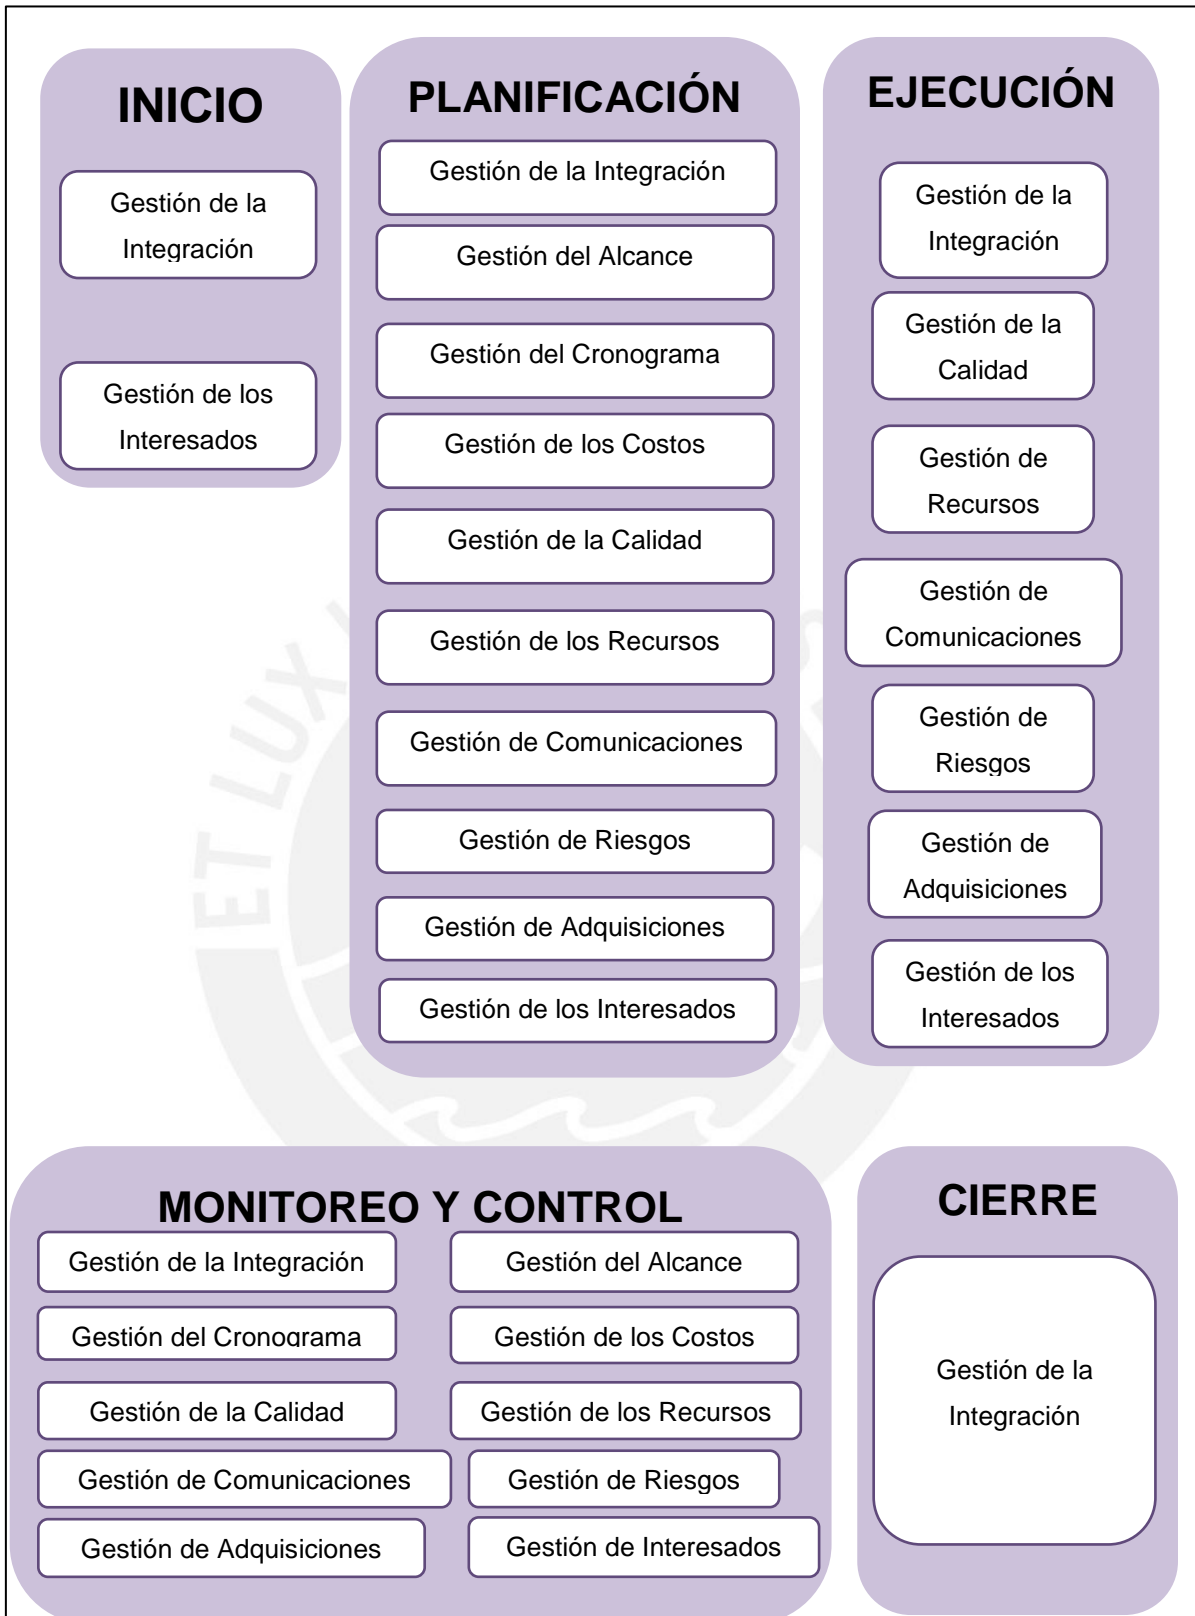 INICIO
Gestión de la
Integración
Gestión de los
Interesados
PLANIFICACIÓN
Gestión de la Integración
Gestión del Alcance
Gestión del Cronograma
Gestión de los Costos
Gestión de la Calidad
Gestión de los Recursos
Gestión de Comunicaciones
Gestión de Riesgos
Gestión de Adquisiciones
Gestión de los Interesados
EJECUCIÓN
Gestión de la
Integración
Gestión de la
Calidad
Gestión de
Recursos
Gestión de
Comunicaciones
Gestión de
Riesgos
Gestión de
Adquisiciones
Gestión de los
Interesados
ET LUX
MONITOREO Y CONTROL
Gestión de la Integración
Gestión del Alcance
Gestión del Cronograma
Gestión de los Costos
Gestión de la Calidad
Gestión de los Recursos
Gestión de Comunicaciones
Gestión de Riesgos
Gestión de Adquisiciones
Gestión de Interesados
CIERRE
Gestión de la
Integración